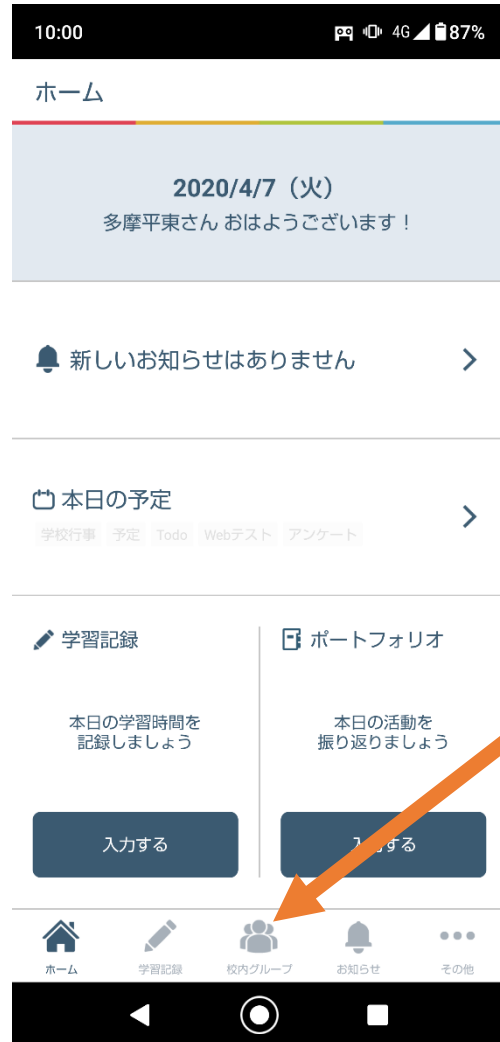 10:00
4G 87%
ホーム
2020/4/7（火）
多摩平東さん おはようございます！
新しいお知らせはありません
本日の予定
学校行事 予定 Todo Webテスト アンケート
学習記録
本日の学習時間を
記録しましょう
入力する
ポートフォリオ
本日の活動を
振り返りましょう
入力する
ホーム 学習記録 校内グループ お知らせ その他